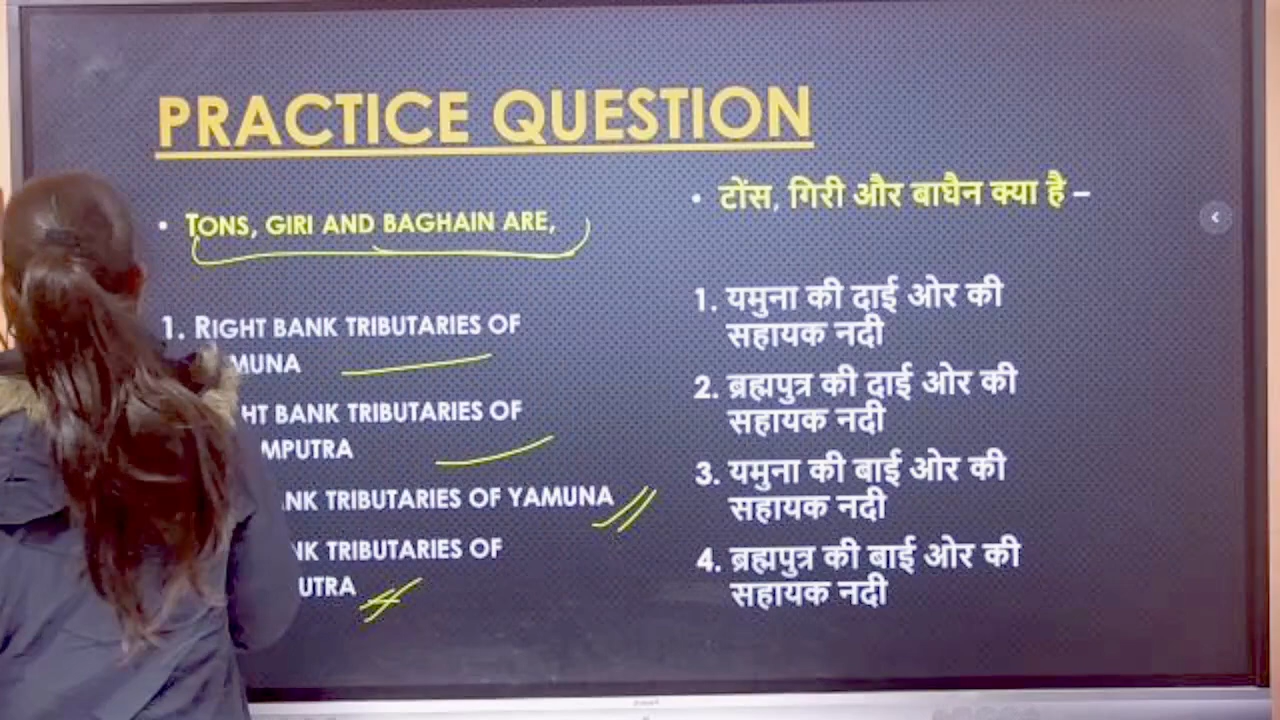 PRACTICE QUESTION
• TONS, GIRI AND BAGHAIN ARE,
1. RIGHT BANK TRIBUTARIES OF
MUNA
HT BANK TRIBUTARIES OF
MPUTRA
NK TRIBUTARIES OF YAMUNA
NK TRIBUTARIES OF
UTRA
• टोंस, गिरी और बाघैन क्या है –
1. यमुना की दाई ओर की
सहायक नदी
2. ब्रह्मपुत्र की दाई ओर की
सहायक नदी
3. यमुना की बाई ओर की
सहायक नदी
4. ब्रह्मपुत्र की बाई ओर की
सहायक नदी